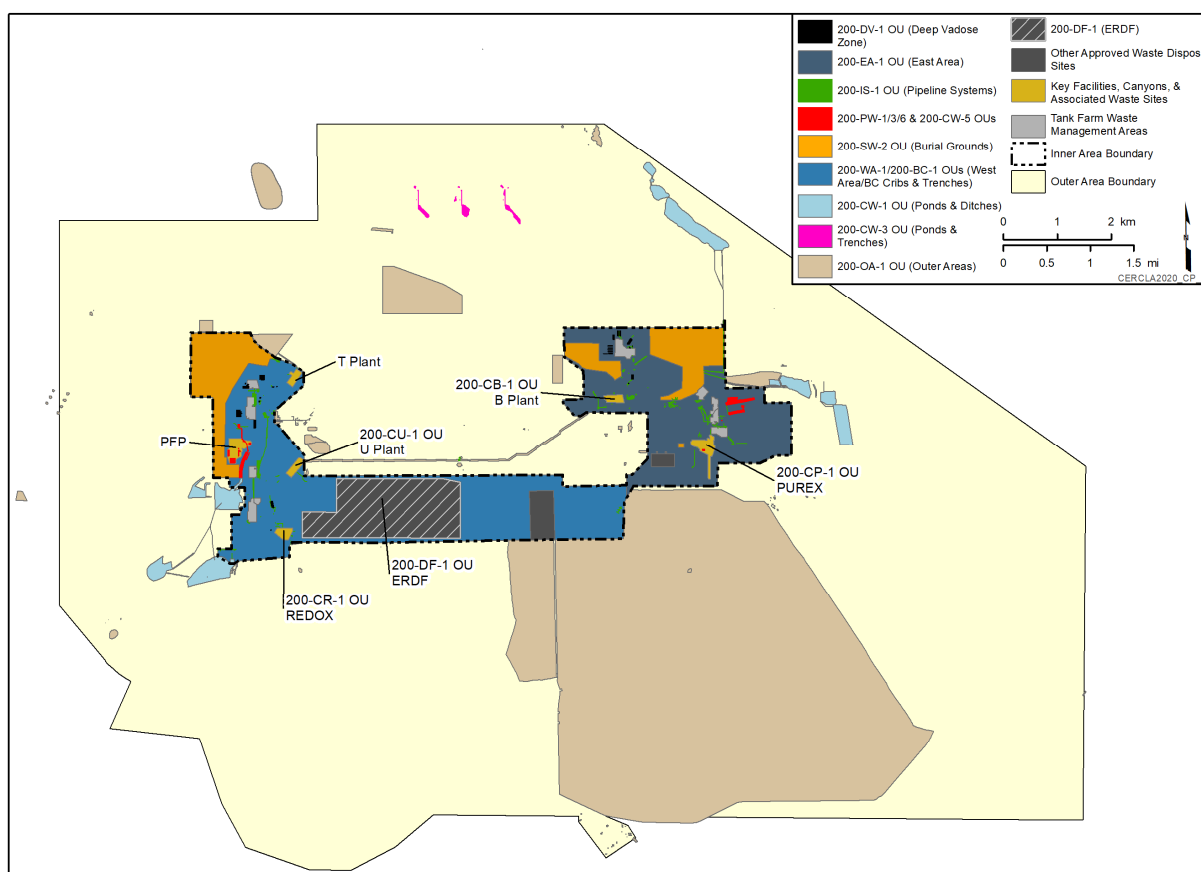 200-DV-1 OU (Deep Vadose
Zone)
200-EA-1 OU (East Area)
200-IS-1 OU (Pipeline Systems)
200-PW-1/3/6 & 200-CW-5 OUs
200-SW-2 OU (Burial Grounds)
200-WA-1/200-BC-1 OUs (West
Area/BC Cribs & Trenches)
200-CW-1 OU (Ponds & Ditches)
200-CW-3 OU (Ponds &
Trenches)
200-OA-1 OU (Outer Areas)
200-DF-1 (ERDF)
Other Approved Waste Dispos
Sites
Key Facilities, Canyons, &
Associated Waste Sites
Tank Farm Waste
Management Areas
Inner Area Boundary
Outer Area Boundary
0 1 2 km
0 0.5 1 1.5 mi
N
CERCLA2020_CP_
T Plant
200-CB-1 OU
B Plant
PFP
200-CU-1 OU
U Plant
200-CP-1 OU
PUREX
200-DF-1 OU
ERDF
200-CR-1 OU
REDOX